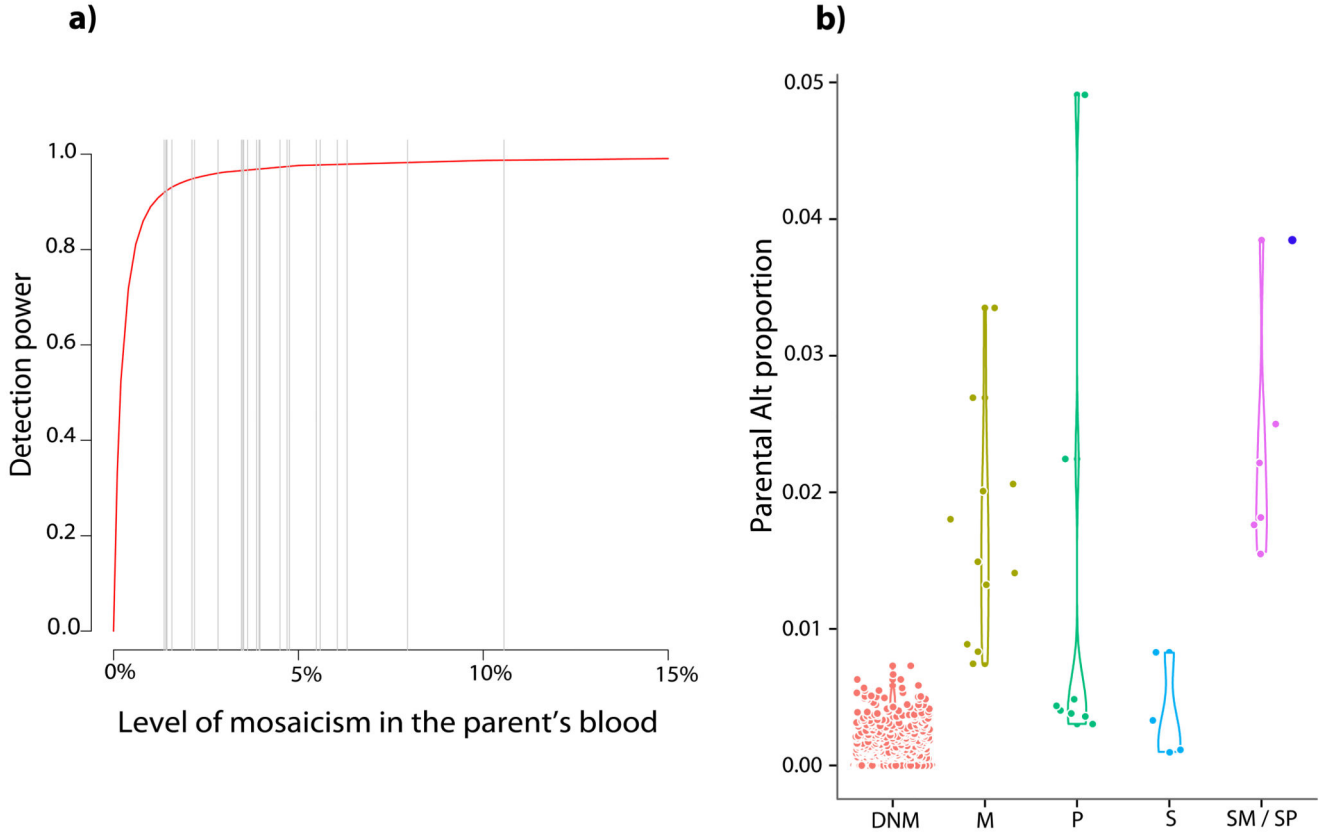 a)
Detection power
1.0
0.8
0.6
0.4
0.2
0.0
0%
5%
10%
15%
Level of mosaicism in the parent's blood
b)
Parental Alt proportion
0.05
0.04
0.03
0.02
0.01
0.00
DNM
M
P
S
SM / SP